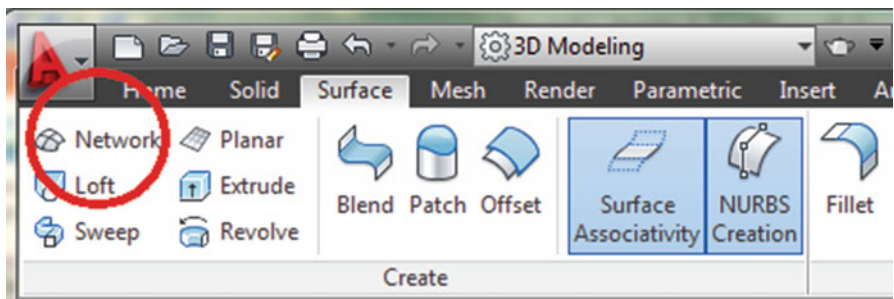 3D Modeling
Home Solid Surface Mesh Render Parametric Insert
Network Planar
Loft Extrude
Sweep Revolve
Blend Patch Offset
Surface Associativity
NURBS Creation
Fillet
Create